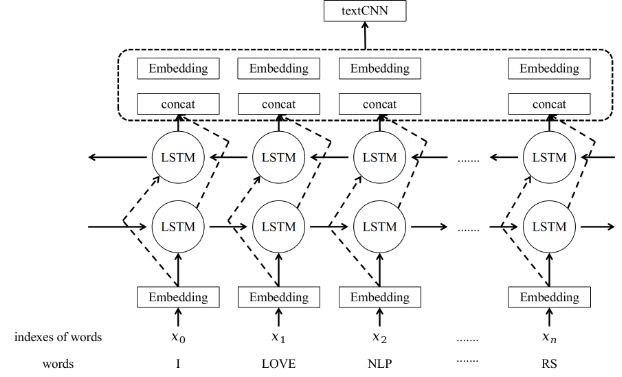 textCNN
Embedding Embedding Embedding Embedding
concat concat concat concat
LSTM LSTM LSTM ....... LSTM
LSTM LSTM LSTM ....... LSTM
Embedding Embedding Embedding Embedding
indexes of words x₀ x₁ x₂ ....... xₙ
words I LOVE NLP ....... RS